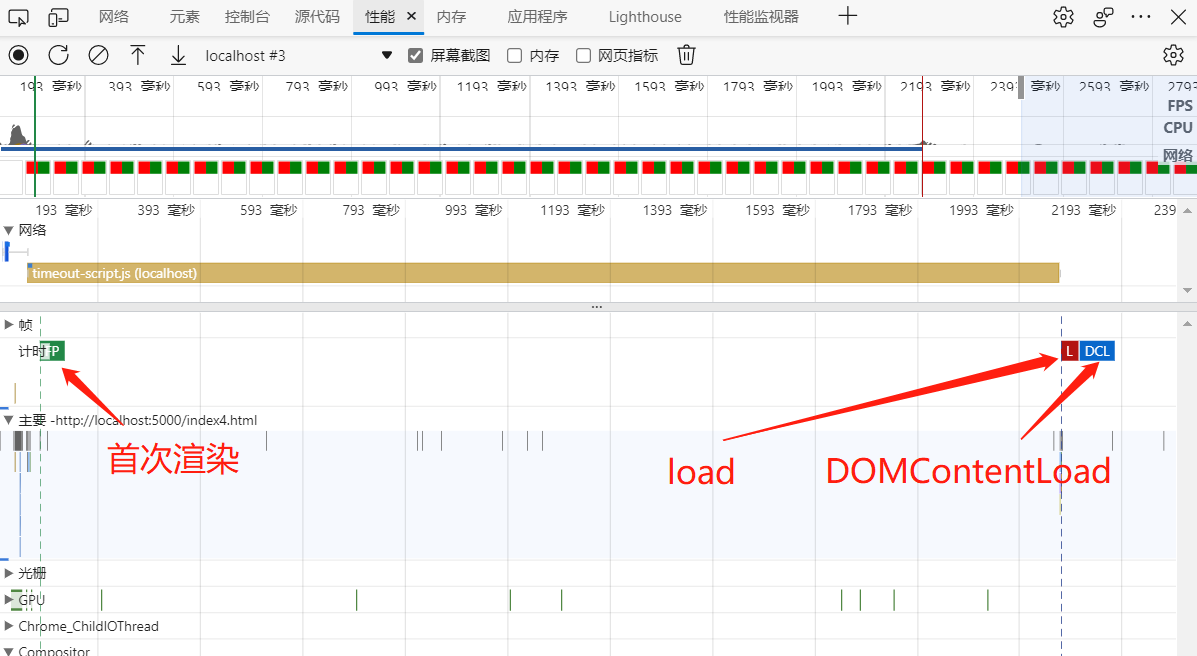 网络 元素 控制台 源代码 性能 内存 应用程序 Lighthouse 性能监视器
localhost #3 屏幕截图 内存 网页指标
193 毫秒 393 毫秒 593 毫秒 793 毫秒 993 毫秒 1193 毫秒 1393 毫秒 1593 毫秒 1793 毫秒 1993 毫秒 2193 毫秒 2393 毫秒 2593 毫秒 2793
FPS
CPU
网络
193 毫秒 393 毫秒 593 毫秒 793 毫秒 993 毫秒 1193 毫秒 1393 毫秒 1593 毫秒 1793 毫秒 1993 毫秒 2193 毫秒 239
网络
timeout-script.js (localhost)
帧
计时 FP L DCL
主要 -http://localhost:5000/index4.html
首次渲染
load DOMContentLoad
光栅
GPU
Chrome_ChildIOThread
Compositor